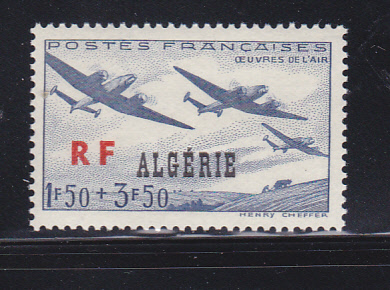 POSTES FRANÇAISES
ŒUVRES DE L'AIR
RF ALGÉRIE
1F50+3F50
HENRY CHEFFER